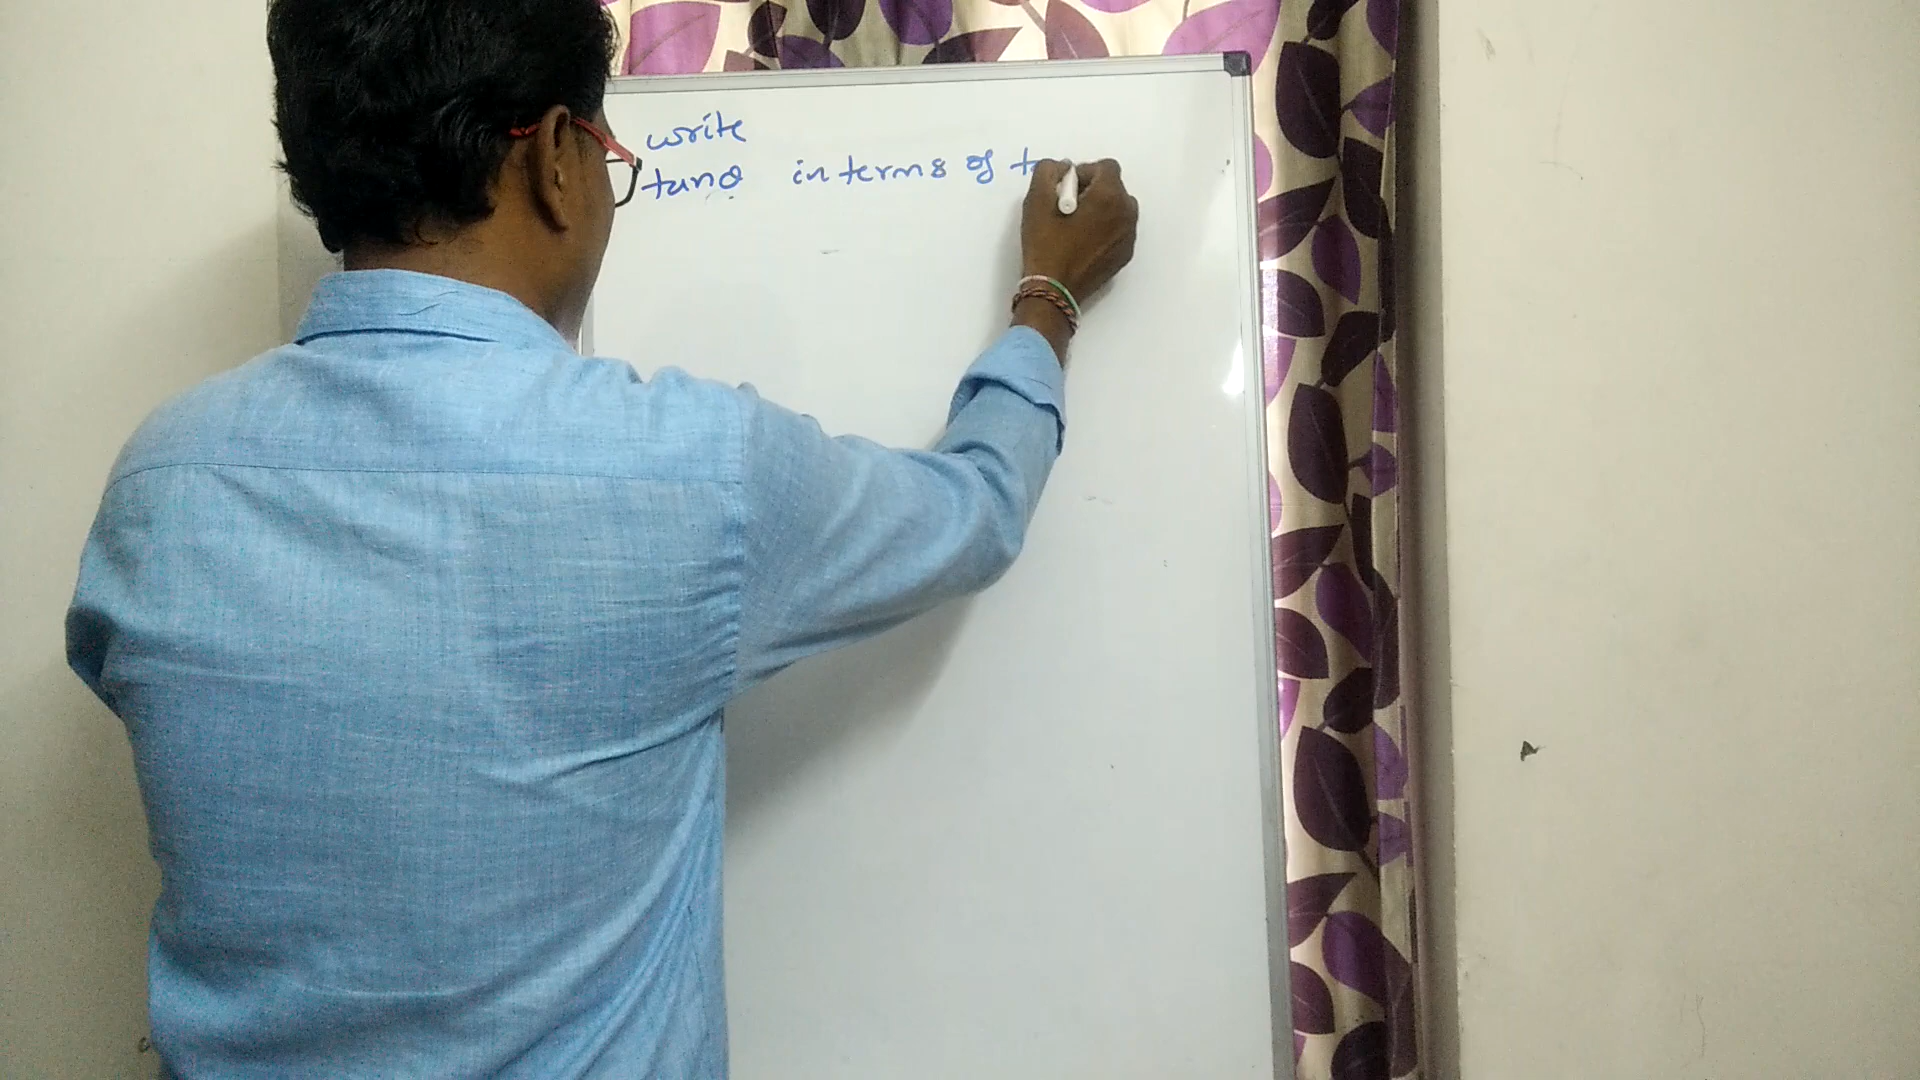 write
tanθ in terms of t